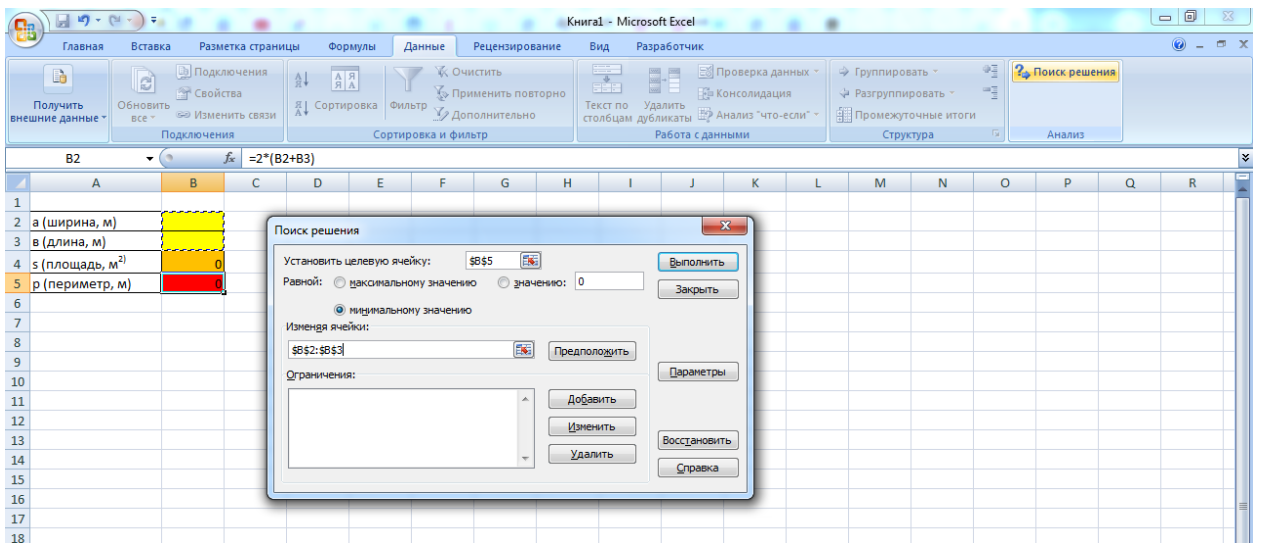 Книга1 - Microsoft Excel
Главная Вставка Разметка страницы Формулы Данные Рецензирование Вид Разработчик
Получить внешние данные
Обновить все
Подключения
Свойства
Изменить связи
Подключения
А Я
Я А
Сортировка
Фильтр
Очистить
Применить повторно
Дополнительно
Сортировка и фильтр
Текст по столбцам
Удалить дубликаты
Проверка данных
Консолидация
Анализ "что-если"
Работа с данными
Группировать
Разгруппировать
Промежуточные итоги
Структура
Поиск решения
Анализ
B2 fx =2*(B2+B3)
A B C D E F G H I J K L M N O P Q R
1
2 а (ширина, м)
3 в (длина, м)
4 s (площадь, м²⁾ 0
5 р (периметр, м) 0
6
7
8
9
10
11
12
13
14
15
16
17
18
Поиск решения
Установить целевую ячейку: $B$5
Равной: максимальному значению значению: 0
минимальному значению
Изменяя ячейки:
$B$2:$B$3
Предположить
Ограничения:
Добавить
Изменить
Удалить
Выполнить
Закрыть
Параметры
Восстановить
Справка